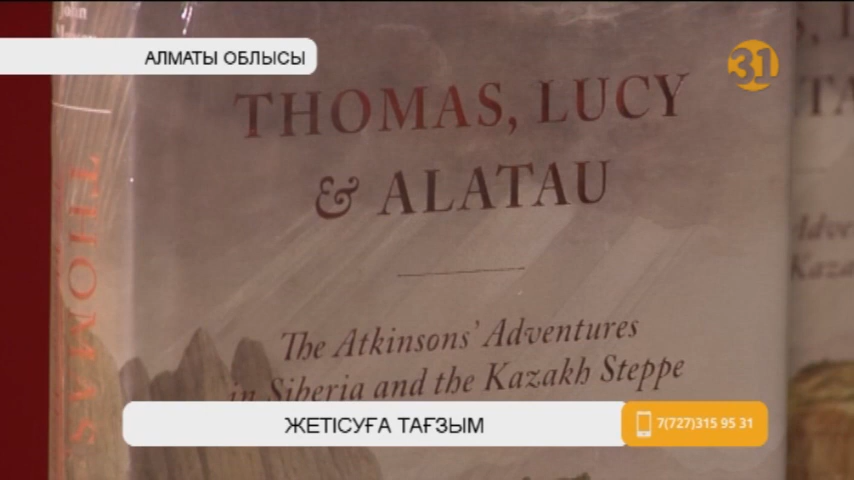 John
АЛМАТЫ ОБЛЫСЫ
31
THOMAS, LUCY
& ALATAU
The Atkinsons' Adventures
in Siberia and the Kazakh Steppe
THOMAS,
ЖЕТІСУҒА ТАҒЗЫМ
7(727)315 95 31